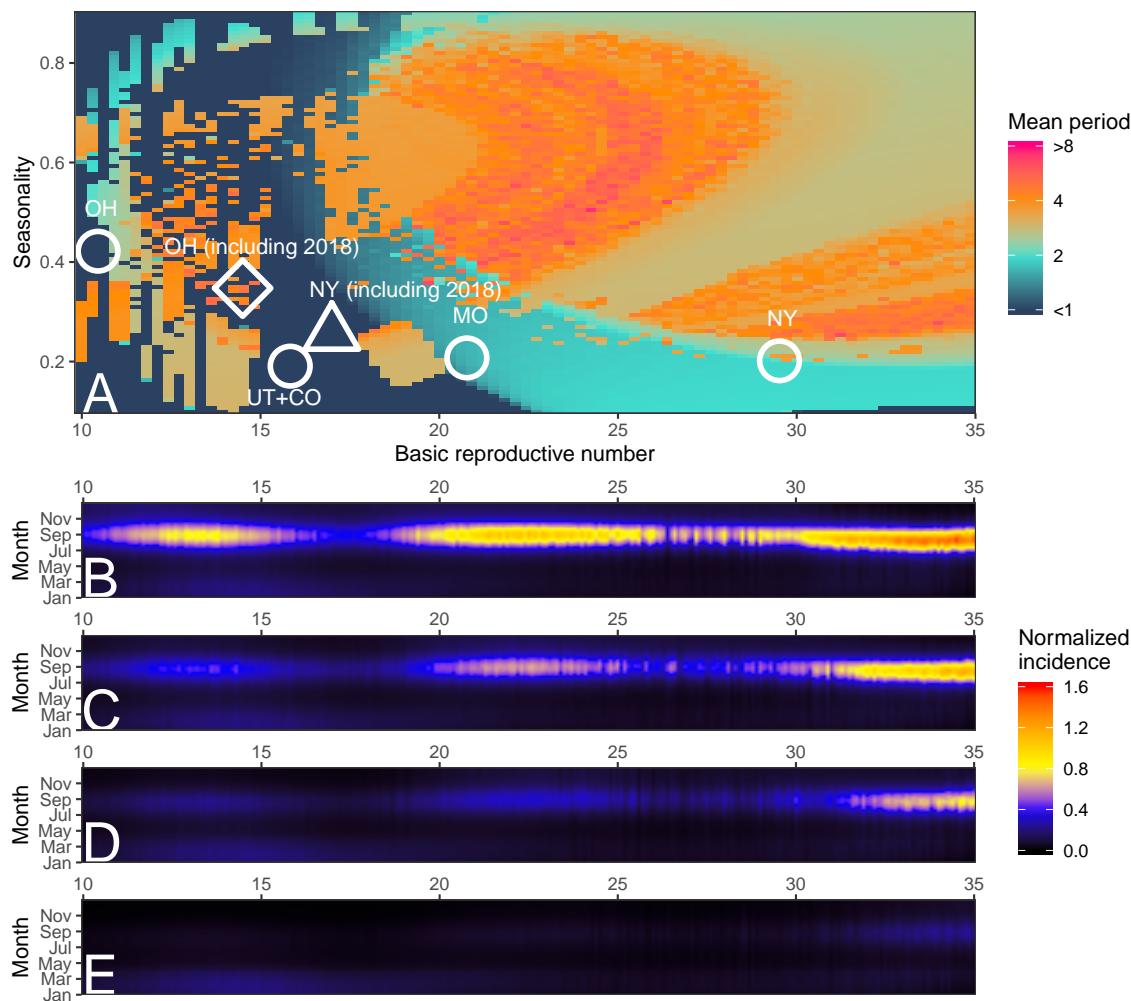 0.8
0.6
0.4
0.2
Seasonality
OH
OH (including 2018)
NY (including 2018)
MO
NY
UT+CO
A
10 15 20 25 30 35
Basic reproductive number
Mean period
>8
4
2
<1
10 15 20 25 30 35
Nov
Sep
Jul
May
Mar
Jan
Month
B
10 15 20 25 30 35
Nov
Sep
Jul
May
Mar
Jan
Month
C
10 15 20 25 30 35
Nov
Sep
Jul
May
Mar
Jan
Month
D
10 15 20 25 30 35
Nov
Sep
Jul
May
Mar
Jan
Month
E
Normalized
incidence
1.6
1.2
0.8
0.4
0.0